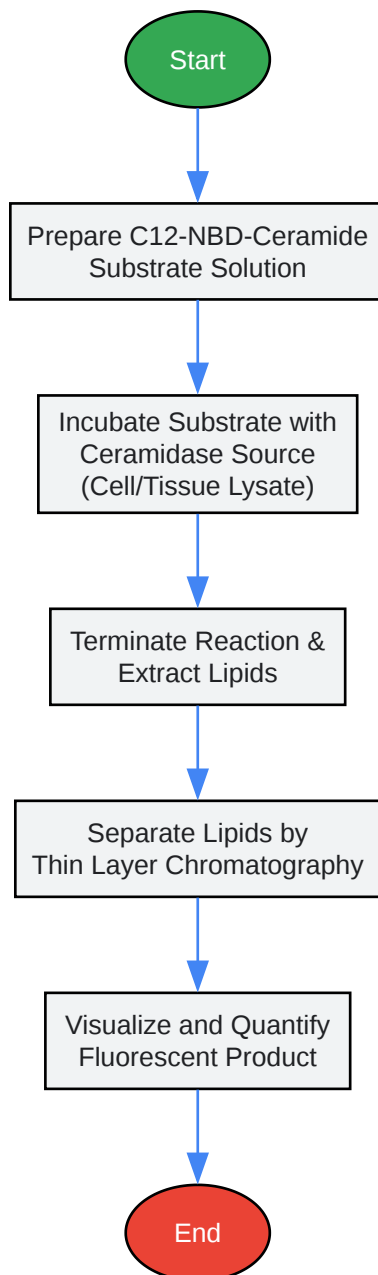 Start
Prepare C12-NBD-Ceramide
Substrate Solution
Incubate Substrate with
Ceramidase Source
(Cell/Tissue Lysate)
Terminate Reaction &
Extract Lipids
Separate Lipids by
Thin Layer Chromatography
Visualize and Quantify
Fluorescent Product
End